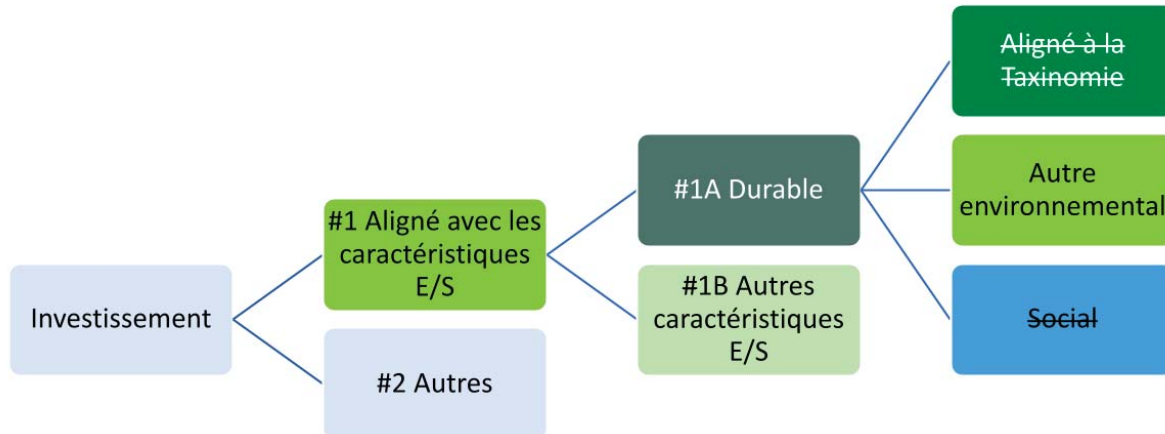 Investissement
#1 Aligné avec les
caractéristiques
E/S
#2 Autres
#1A Durable
#1B Autres
caractéristiques
E/S
Aligné à la
Taxinomie
Autre
environnemental
Social